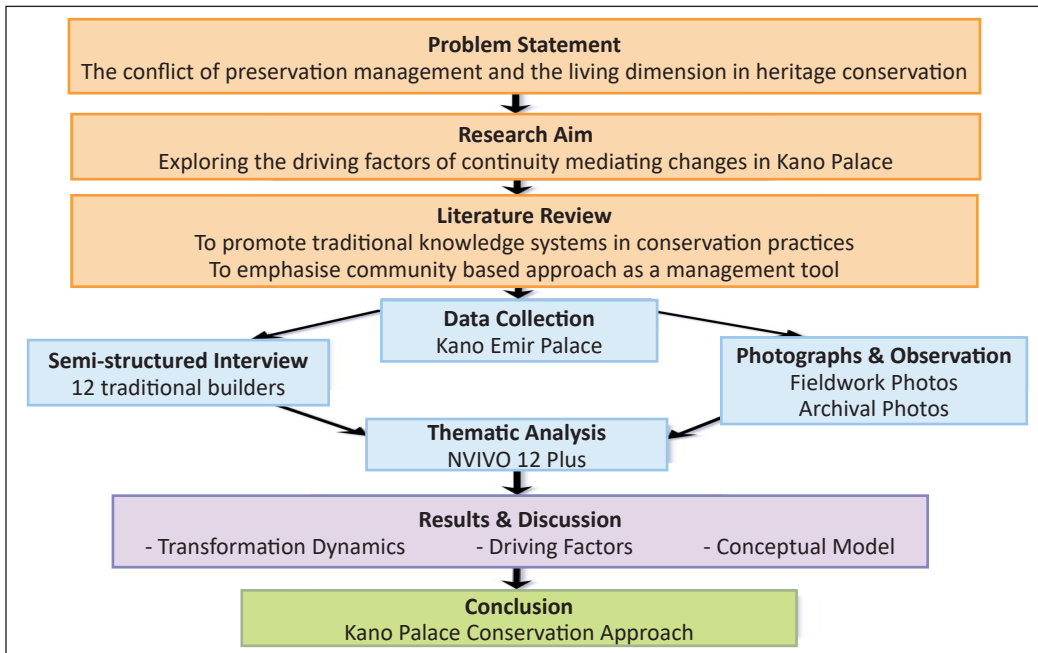 Problem Statement
The conflict of preservation management and the living dimension in heritage conservation
Research Aim
Exploring the driving factors of continuity mediating changes in Kano Palace
Literature Review
To promote traditional knowledge systems in conservation practices
To emphasise community based approach as a management tool
Data Collection
Kano Emir Palace
Semi-structured Interview
12 traditional builders
Photographs & Observation
Fieldwork Photos
Archival Photos
Thematic Analysis
NVIVO 12 Plus
Results & Discussion
- Transformation Dynamics - Driving Factors - Conceptual Model
Conclusion
Kano Palace Conservation Approach